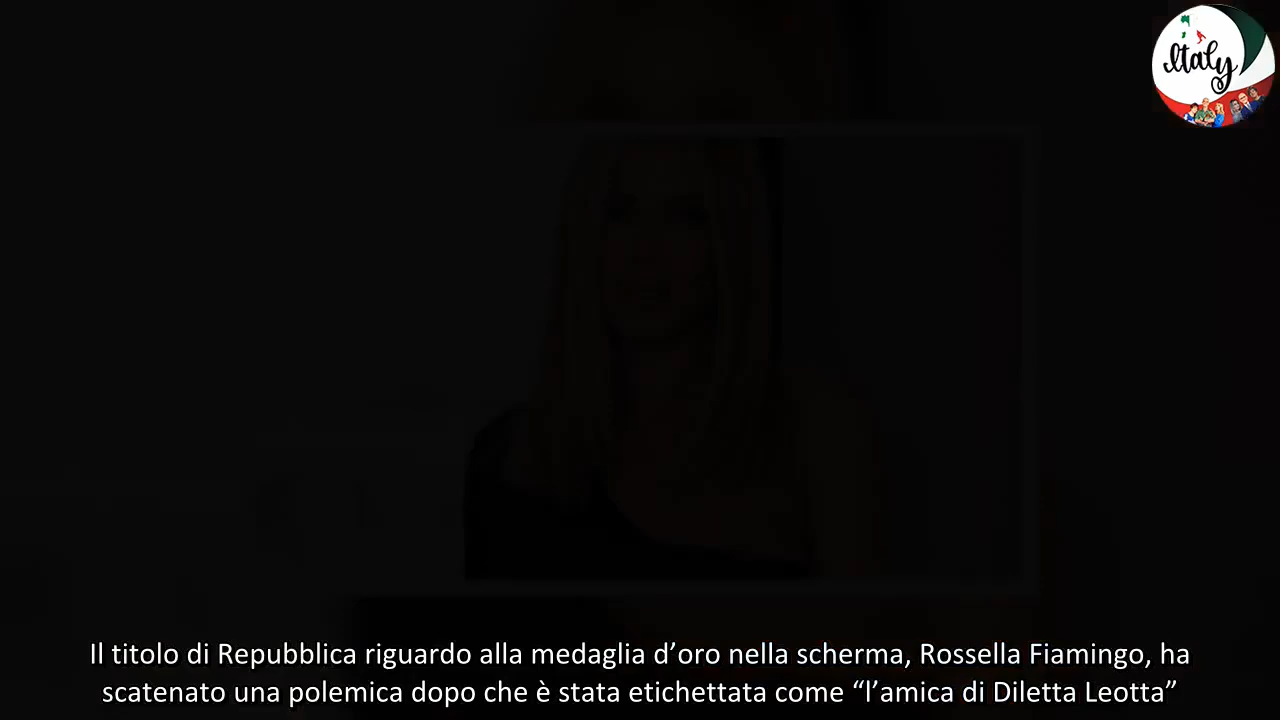 Italy
Il titolo di Repubblica riguardo alla medaglia d’oro nella scherma, Rossella Fiamingo, ha
scatenato una polemica dopo che è stata etichettata come “l’amica di Diletta Leotta”